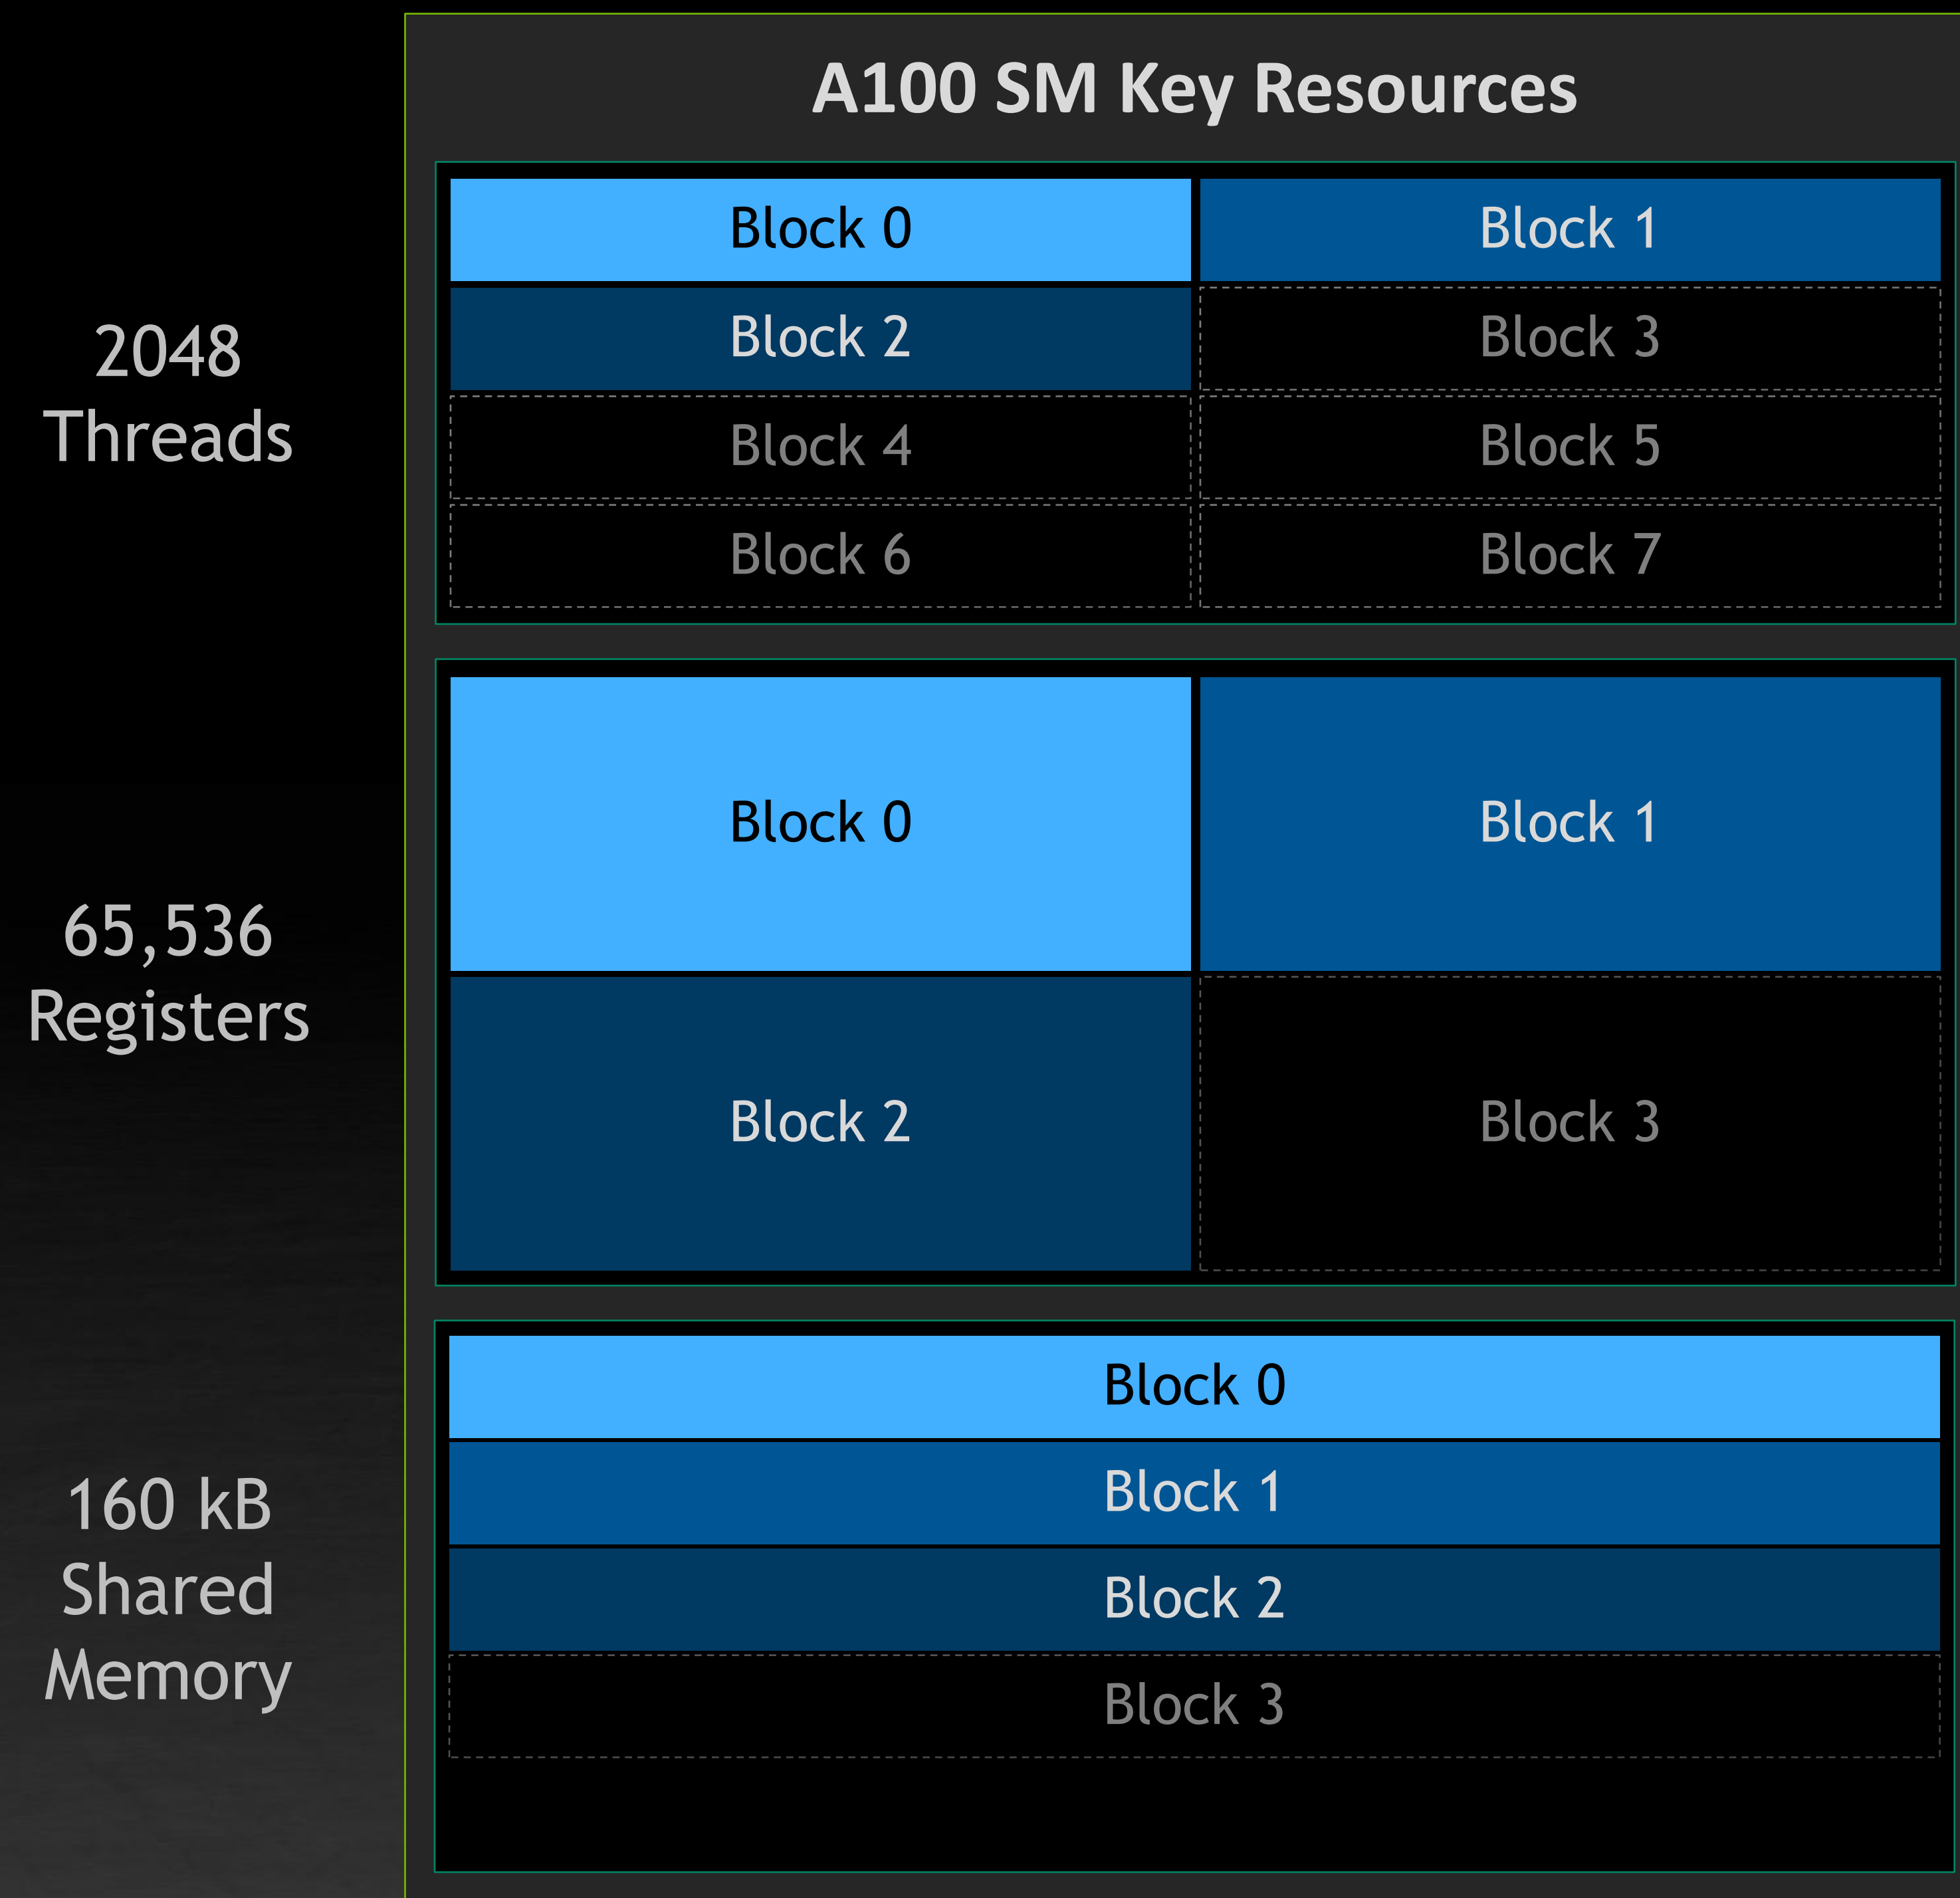 A100 SM Key Resources
2048
Threads
Block 0
Block 1
Block 2
Block 3
Block 4
Block 5
Block 6
Block 7
65,536
Registers
Block 0
Block 1
Block 2
Block 3
160 kB
Shared
Memory
Block 0
Block 1
Block 2
Block 3